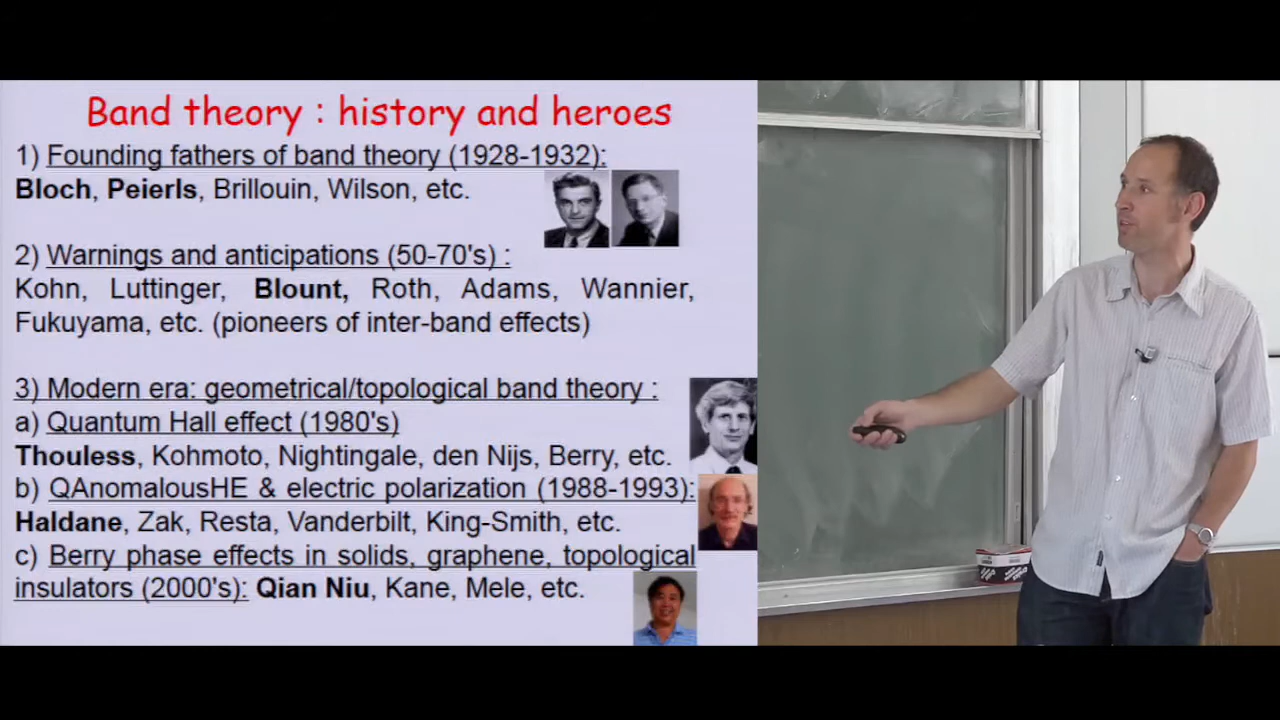 Band theory : history and heroes
1) Founding fathers of band theory (1928-1932):
Bloch, Peierls, Brillouin, Wilson, etc.
2) Warnings and anticipations (50-70's) :
Kohn, Luttinger, Blount, Roth, Adams, Wannier,
Fukuyama, etc. (pioneers of inter-band effects)
3) Modern era: geometrical/topological band theory :
a) Quantum Hall effect (1980's)
Thouless, Kohmoto, Nightingale, den Nijs, Berry, etc.
b) QAnomalousHE & electric polarization (1988-1993):
Haldane, Zak, Resta, Vanderbilt, King-Smith, etc.
c) Berry phase effects in solids, graphene, topological
insulators (2000's): Qian Niu, Kane, Mele, etc.